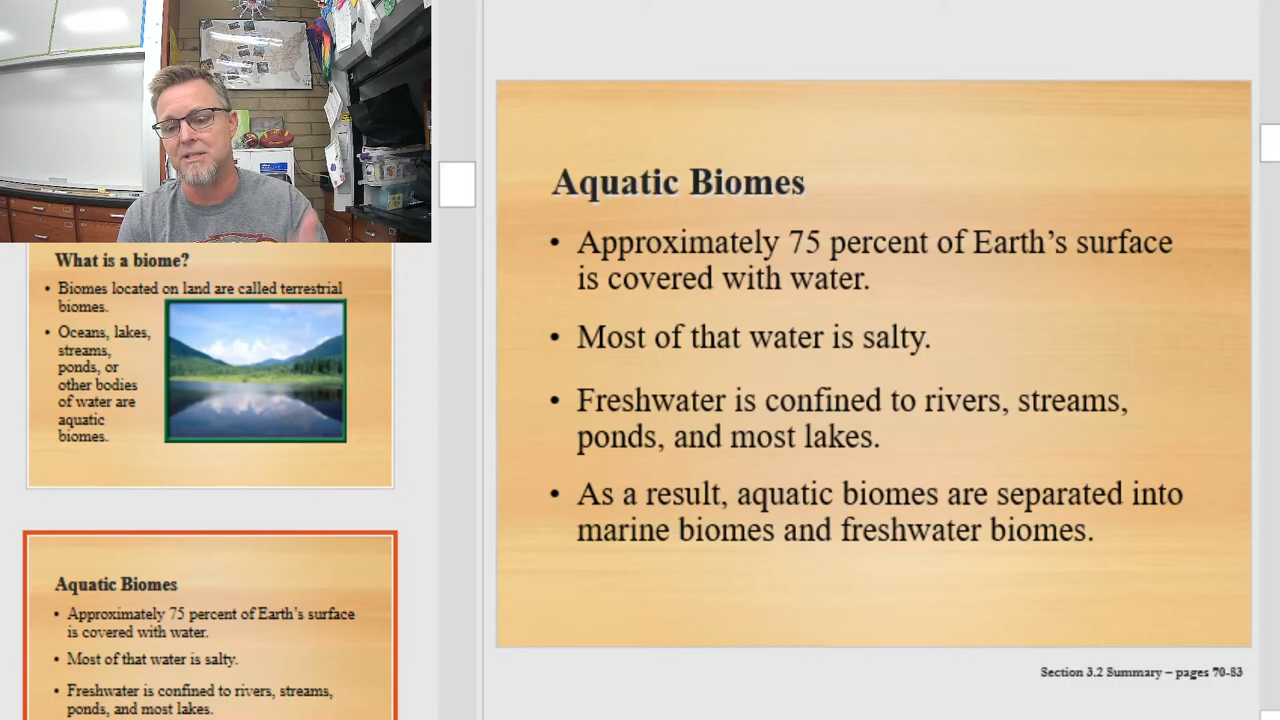 What is a biome?
• Biomes located on land are called terrestrial
biomes.
• Oceans, lakes,
streams,
ponds, or
other bodies
of water are
aquatic
biomes.
Aquatic Biomes
• Approximately 75 percent of Earth's surface
is covered with water.
• Most of that water is salty.
• Freshwater is confined to rivers, streams,
ponds, and most lakes.
Aquatic Biomes
• Approximately 75 percent of Earth's surface
is covered with water.
• Most of that water is salty.
• Freshwater is confined to rivers, streams,
ponds, and most lakes.
• As a result, aquatic biomes are separated into
marine biomes and freshwater biomes.
Section 3.2 Summary – pages 70-83